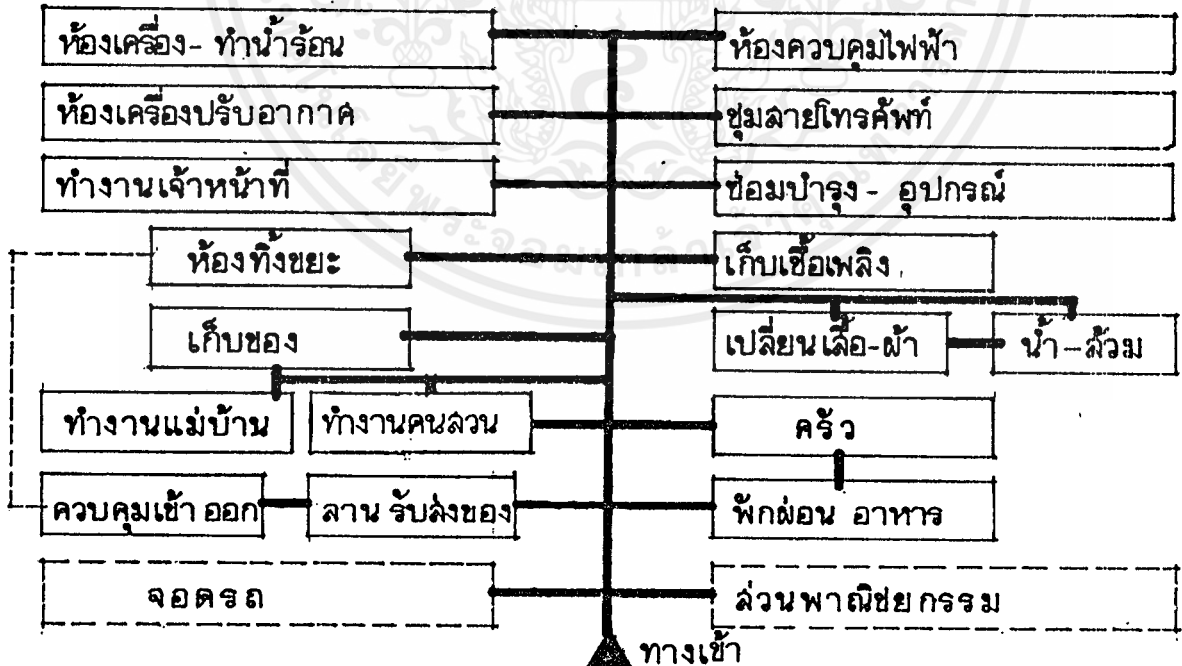 ห้องเครื่อง- ทำน้ำร้อน
ห้องควบคุมไฟฟ้า
ห้องเครื่องปรับอากาศ
ชุมสายโทรศัพท์
ทำงานเจ้าหน้าที่
ซ่อมบำรุง - อุปกรณ์
ห้องทิ้งขยะ
เก็บเชื้อเพลิง
เก็บของ
เปลี่ยนเสื้อ-ผ้า
น้ำ-ส้วม
ทำงานแม่บ้าน
ทำงานคนสวน
ครัว
ควบคุมเข้า ออก
ลาน รับส่งของ
พักผ่อน อาหาร
จอดรถ
ส่วนพาณิชยกรรม
ทางเข้า